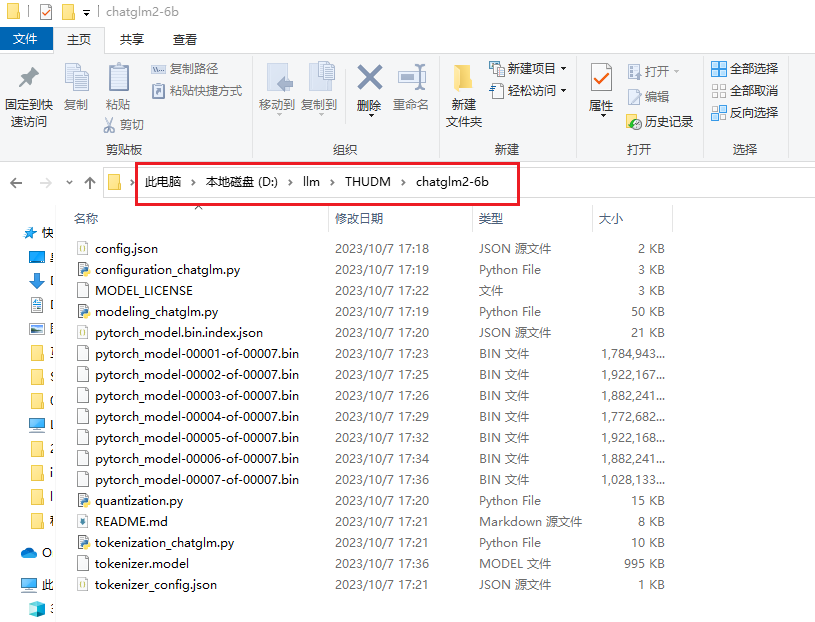 chatglm2-6b
文件 主页 共享 查看
固定到快速访问
复制
粘贴
复制路径
粘贴快捷方式
剪切
剪贴板
移动到
复制到
删除
重命名
组织
新建文件夹
新建项目
轻松访问
新建
属性
打开
编辑
历史记录
打开
全部选择
全部取消
反向选择
选择
此电脑 > 本地磁盘 (D:) > llm > THUDM > chatglm2-6b
名称 修改日期 类型 大小
config.json 2023/10/7 17:18 JSON 源文件 2 KB
configuration_chatglm.py 2023/10/7 17:19 Python File 3 KB
MODEL_LICENSE 2023/10/7 17:22 文件 3 KB
modeling_chatglm.py 2023/10/7 17:19 Python File 50 KB
pytorch_model.bin.index.json 2023/10/7 17:20 JSON 源文件 21 KB
pytorch_model-00001-of-00007.bin 2023/10/7 17:23 BIN 文件 1,784,943...
pytorch_model-00002-of-00007.bin 2023/10/7 17:25 BIN 文件 1,922,167...
pytorch_model-00003-of-00007.bin 2023/10/7 17:26 BIN 文件 1,882,241...
pytorch_model-00004-of-00007.bin 2023/10/7 17:29 BIN 文件 1,772,682...
pytorch_model-00005-of-00007.bin 2023/10/7 17:32 BIN 文件 1,922,168...
pytorch_model-00006-of-00007.bin 2023/10/7 17:34 BIN 文件 1,882,241...
pytorch_model-00007-of-00007.bin 2023/10/7 17:36 BIN 文件 1,028,133...
quantization.py 2023/10/7 17:20 Python File 15 KB
README.md 2023/10/7 17:21 Markdown 源文件 8 KB
tokenization_chatglm.py 2023/10/7 17:21 Python File 10 KB
tokenizer.model 2023/10/7 17:36 MODEL 文件 995 KB
tokenizer_config.json 2023/10/7 17:21 JSON 源文件 1 KB